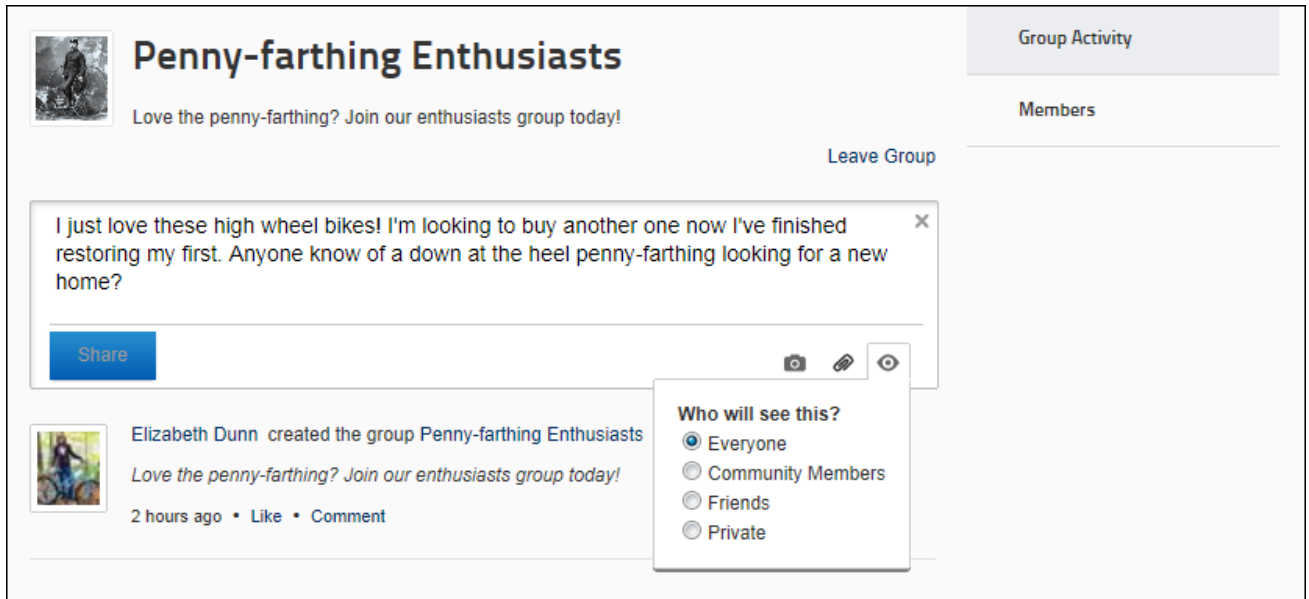 Penny-farthing Enthusiasts
Love the penny-farthing? Join our enthusiasts group today!
Leave Group
Group Activity
Members
I just love these high wheel bikes! I'm looking to buy another one now I've finished
restoring my first. Anyone know of a down at the heel penny-farthing looking for a new
home?
Share
Who will see this?
Everyone
Community Members
Friends
Private
Elizabeth Dunn created the group Penny-farthing Enthusiasts
Love the penny-farthing? Join our enthusiasts group today!
2 hours ago • Like • Comment